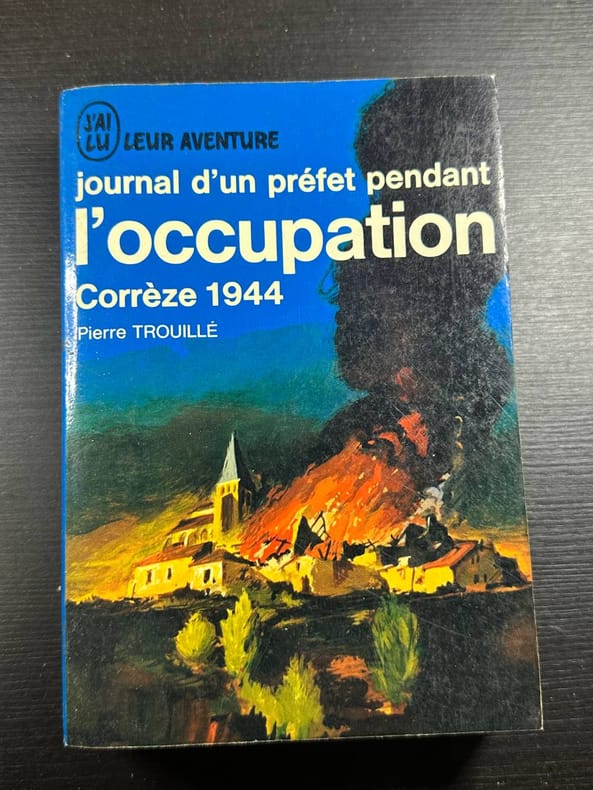 J'AI
LU
LEUR AVENTURE
journal d'un préfet pendant
l'occupation
Corrèze 1944
Pierre TROUILLÉ